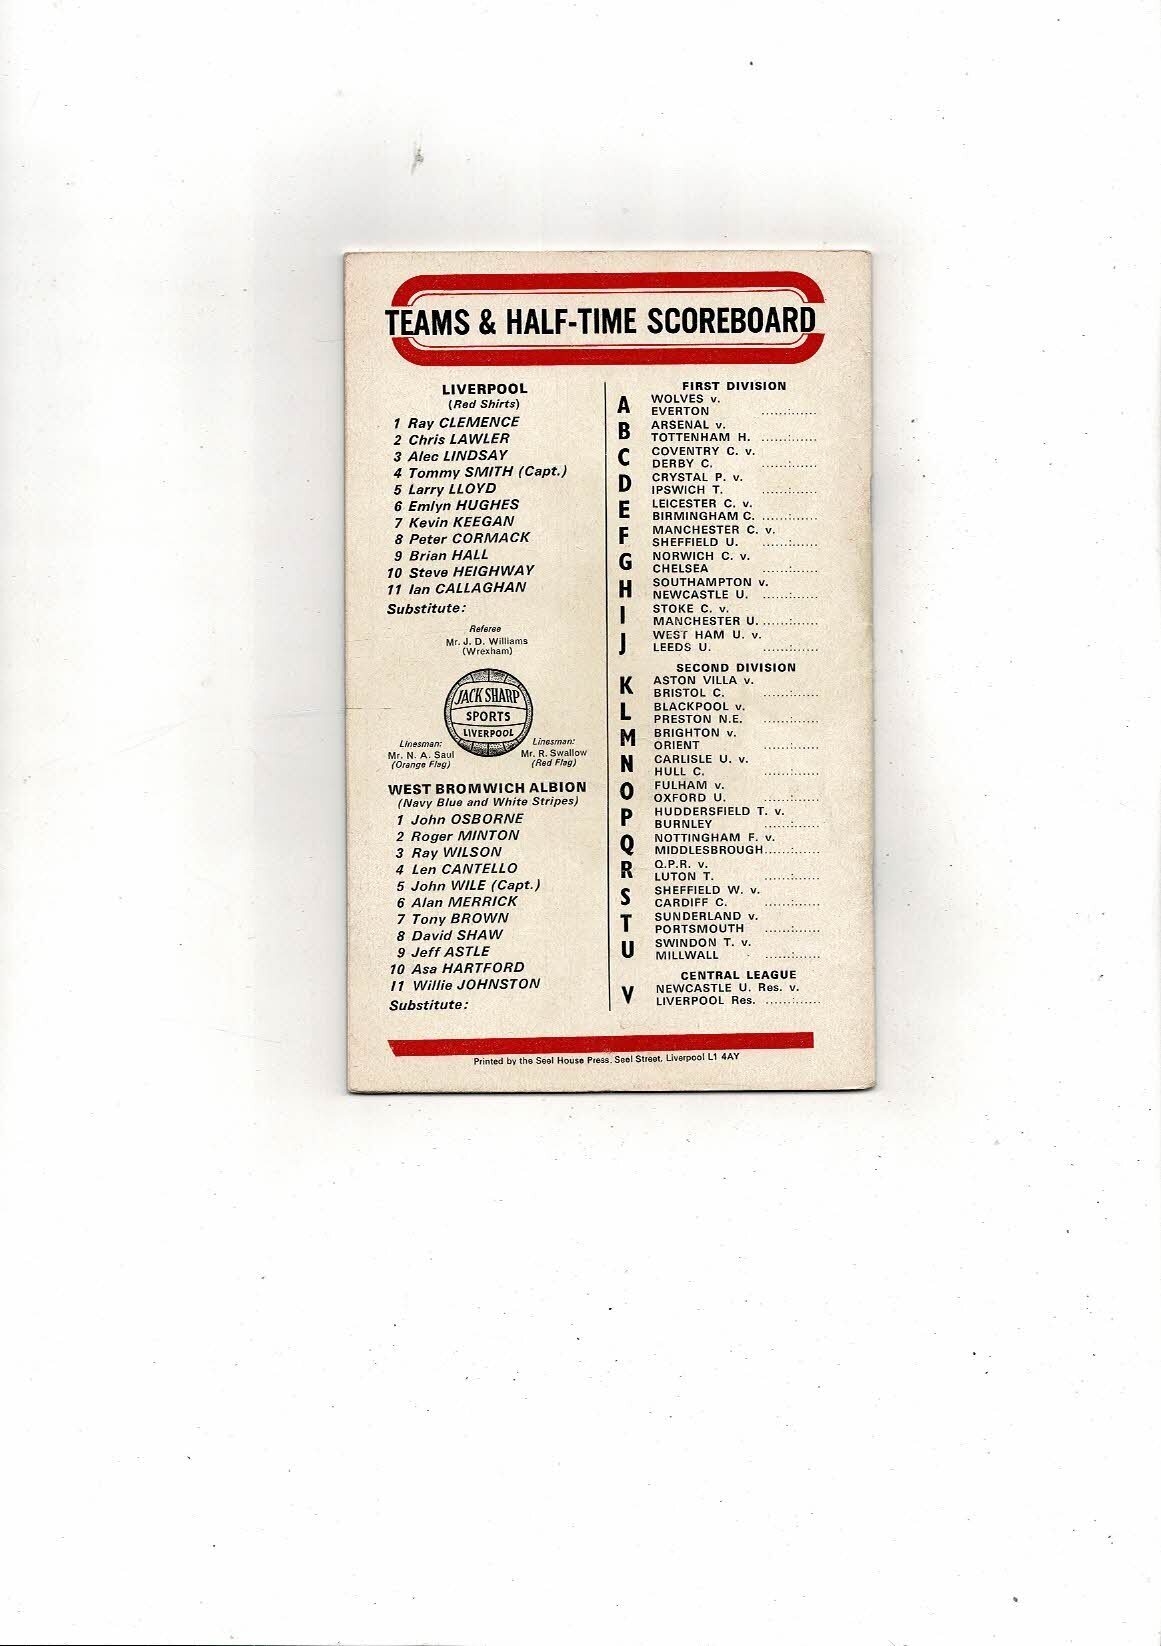 TEAMS & HALF-TIME SCOREBOARD
LIVERPOOL
(Red Shirts)
1 Ray CLEMENCE
2 Chris LAWLER
3 Alec LINDSAY
4 Tommy SMITH (Capt.)
5 Larry LLOYD
6 Emlyn HUGHES
7 Kevin KEEGAN
8 Peter CORMACK
9 Brian HALL
10 Steve HEIGHWAY
11 Ian CALLAGHAN
Substitute:
Referee
Mr. J. D. Williams
(Wrexham)
JACK SHARP
SPORTS
LIVERPOOL
Linesman:
Mr. N. A. Saul
(Orange Flag)
Linesman:
Mr. R. Swallow
(Red Flag)
WEST BROMWICH ALBION
(Navy Blue and White Stripes)
1 John OSBORNE
2 Roger MINTON
3 Ray WILSON
4 Len CANTELLO
5 John WILE (Capt.)
6 Alan MERRICK
7 Tony BROWN
8 David SHAW
9 Jeff ASTLE
10 Asa HARTFORD
11 Willie JOHNSTON
Substitute:
FIRST DIVISION
A WOLVES v.
EVERTON ......:......
B ARSENAL v.
TOTTENHAM H. ......:......
C COVENTRY C. v.
DERBY C. ......:......
D CRYSTAL P. v.
IPSWICH T. ......:......
E LEICESTER C. v.
BIRMINGHAM C. ......:......
F MANCHESTER C. v.
SHEFFIELD U. ......:......
G NORWICH C. v.
CHELSEA ......:......
H SOUTHAMPTON v.
NEWCASTLE U. ......:......
I STOKE C. v.
MANCHESTER U. ......:......
J WEST HAM U. v.
LEEDS U. ......:......
SECOND DIVISION
K ASTON VILLA v.
BRISTOL C. ......:......
L BLACKPOOL v.
PRESTON N.E. ......:......
M BRIGHTON v.
ORIENT ......:......
N CARLISLE U. v.
HULL C. ......:......
O FULHAM v.
OXFORD U. ......:......
P HUDDERSFIELD T. v.
BURNLEY ......:......
Q NOTTINGHAM F. v.
MIDDLESBROUGH ......:......
R Q.P.R. v.
LUTON T. ......:......
S SHEFFIELD W. v.
CARDIFF C. ......:......
T SUNDERLAND v.
PORTSMOUTH ......:......
U SWINDON T. v.
MILLWALL ......:......
CENTRAL LEAGUE
V NEWCASTLE U. Res. v.
LIVERPOOL Res. ......:......
Printed by the Seel House Press, Seel Street, Liverpool L1 4AY